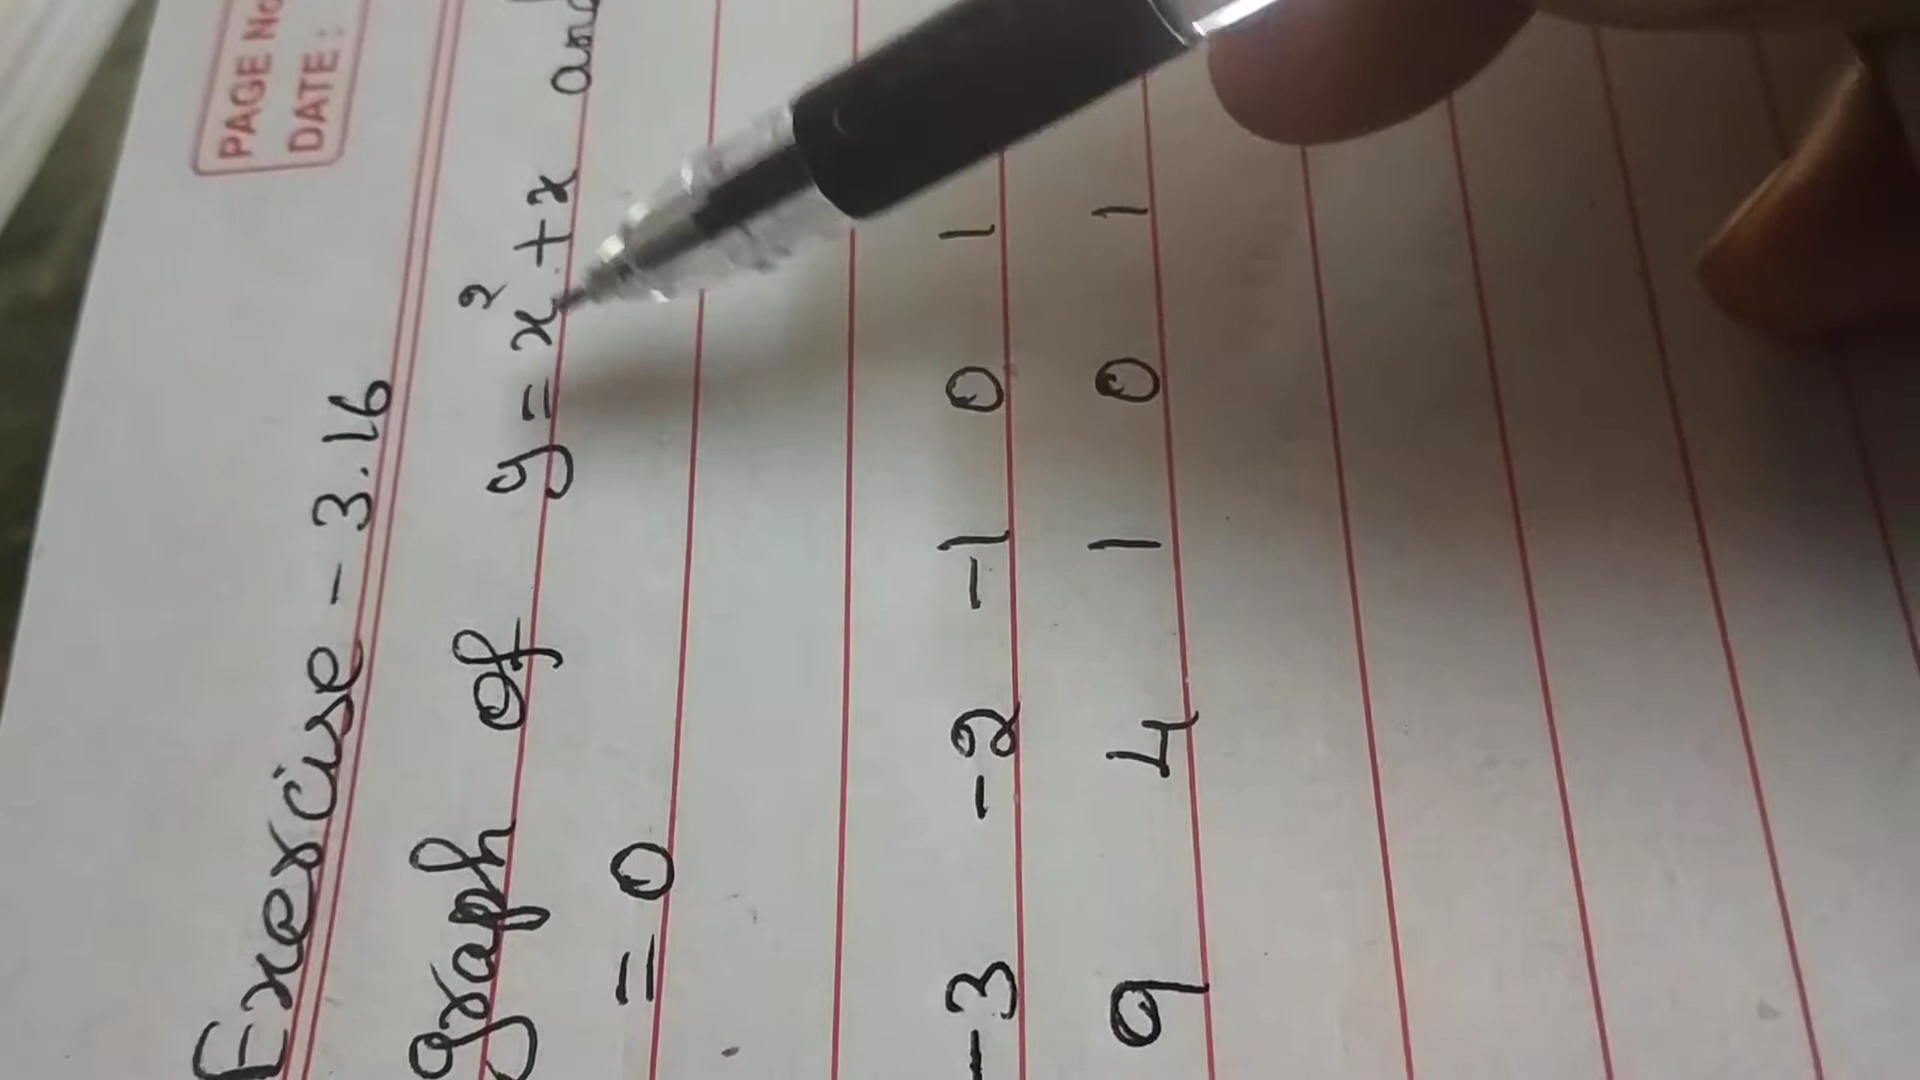 PAGE No
DATE:
Exercise - 3.16
graph of y = x² + x and
= 0
-3 -2 -1 0 1
9 4 1 0 1